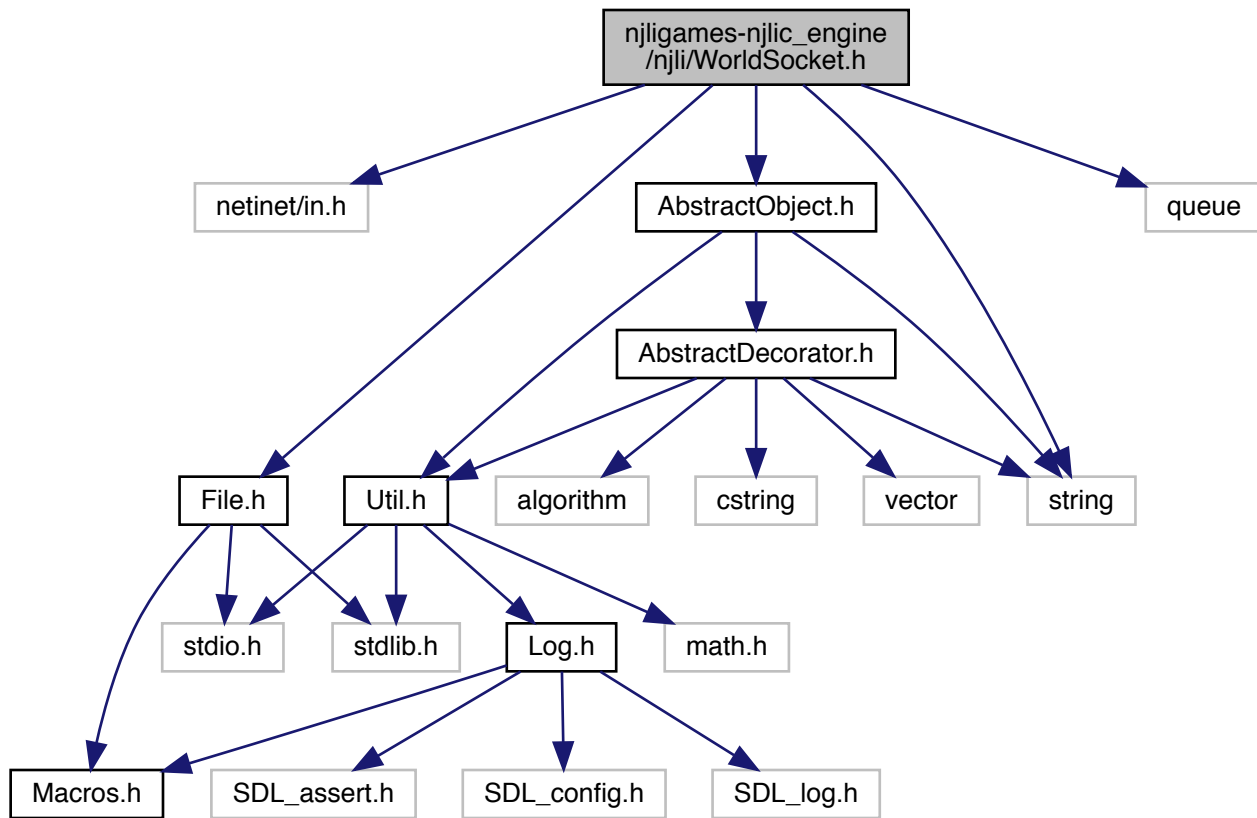 njligames-njlic_engine
/njli/WorldSocket.h
netinet/in.h
AbstractObject.h
queue
AbstractDecorator.h
File.h
Util.h
algorithm
cstring
vector
string
stdio.h
stdlib.h
Log.h
math.h
Macros.h
SDL_assert.h
SDL_config.h
SDL_log.h